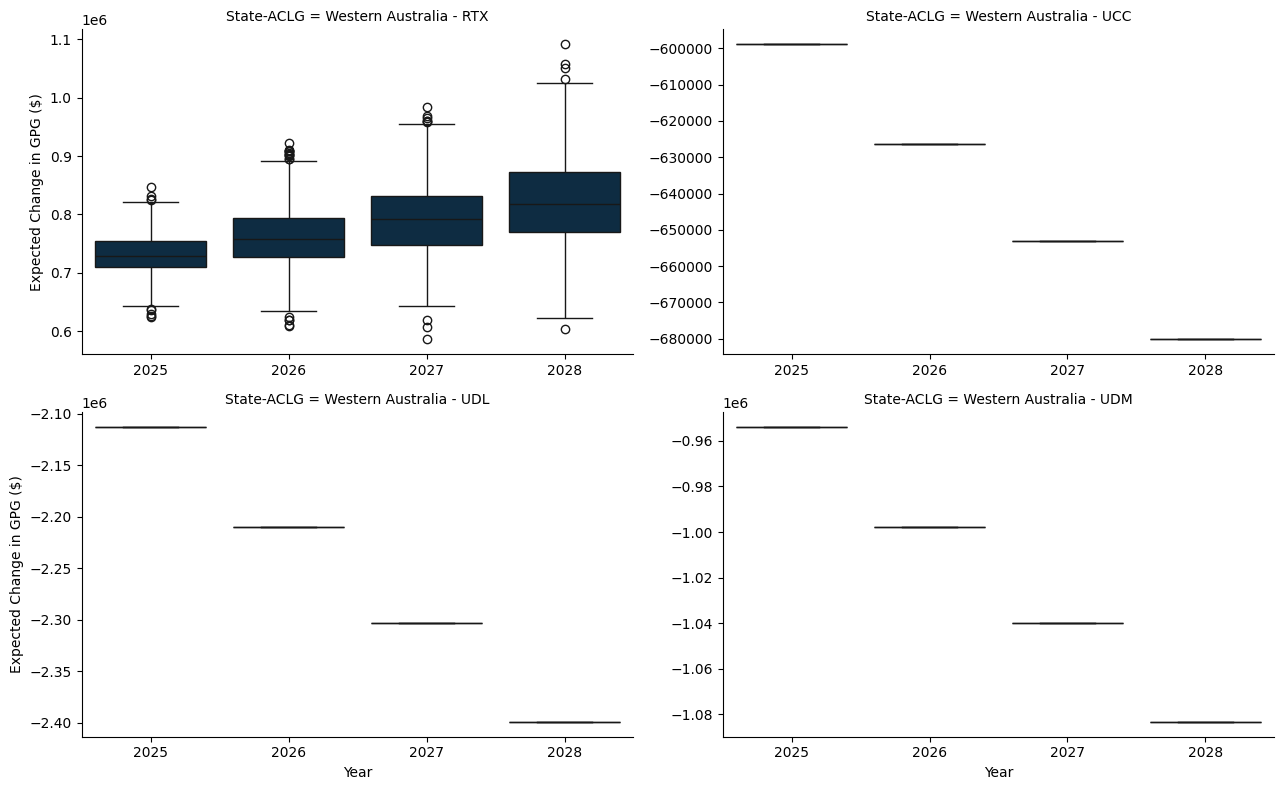 State-ACLG = Western Australia - RTX
1e6
1.1
1.0
0.9
0.8
0.7
0.6
Expected Change in GPG ($)
2025 2026 2027 2028
State-ACLG = Western Australia - UCC
−600000
−610000
−620000
−630000
−640000
−650000
−660000
−670000
−680000
2025 2026 2027 2028
State-ACLG = Western Australia - UDL
1e6
−2.10
−2.15
−2.20
−2.25
−2.30
−2.35
−2.40
Expected Change in GPG ($)
2025 2026 2027 2028
Year
State-ACLG = Western Australia - UDM
1e6
−0.96
−0.98
−1.00
−1.02
−1.04
−1.06
−1.08
2025 2026 2027 2028
Year